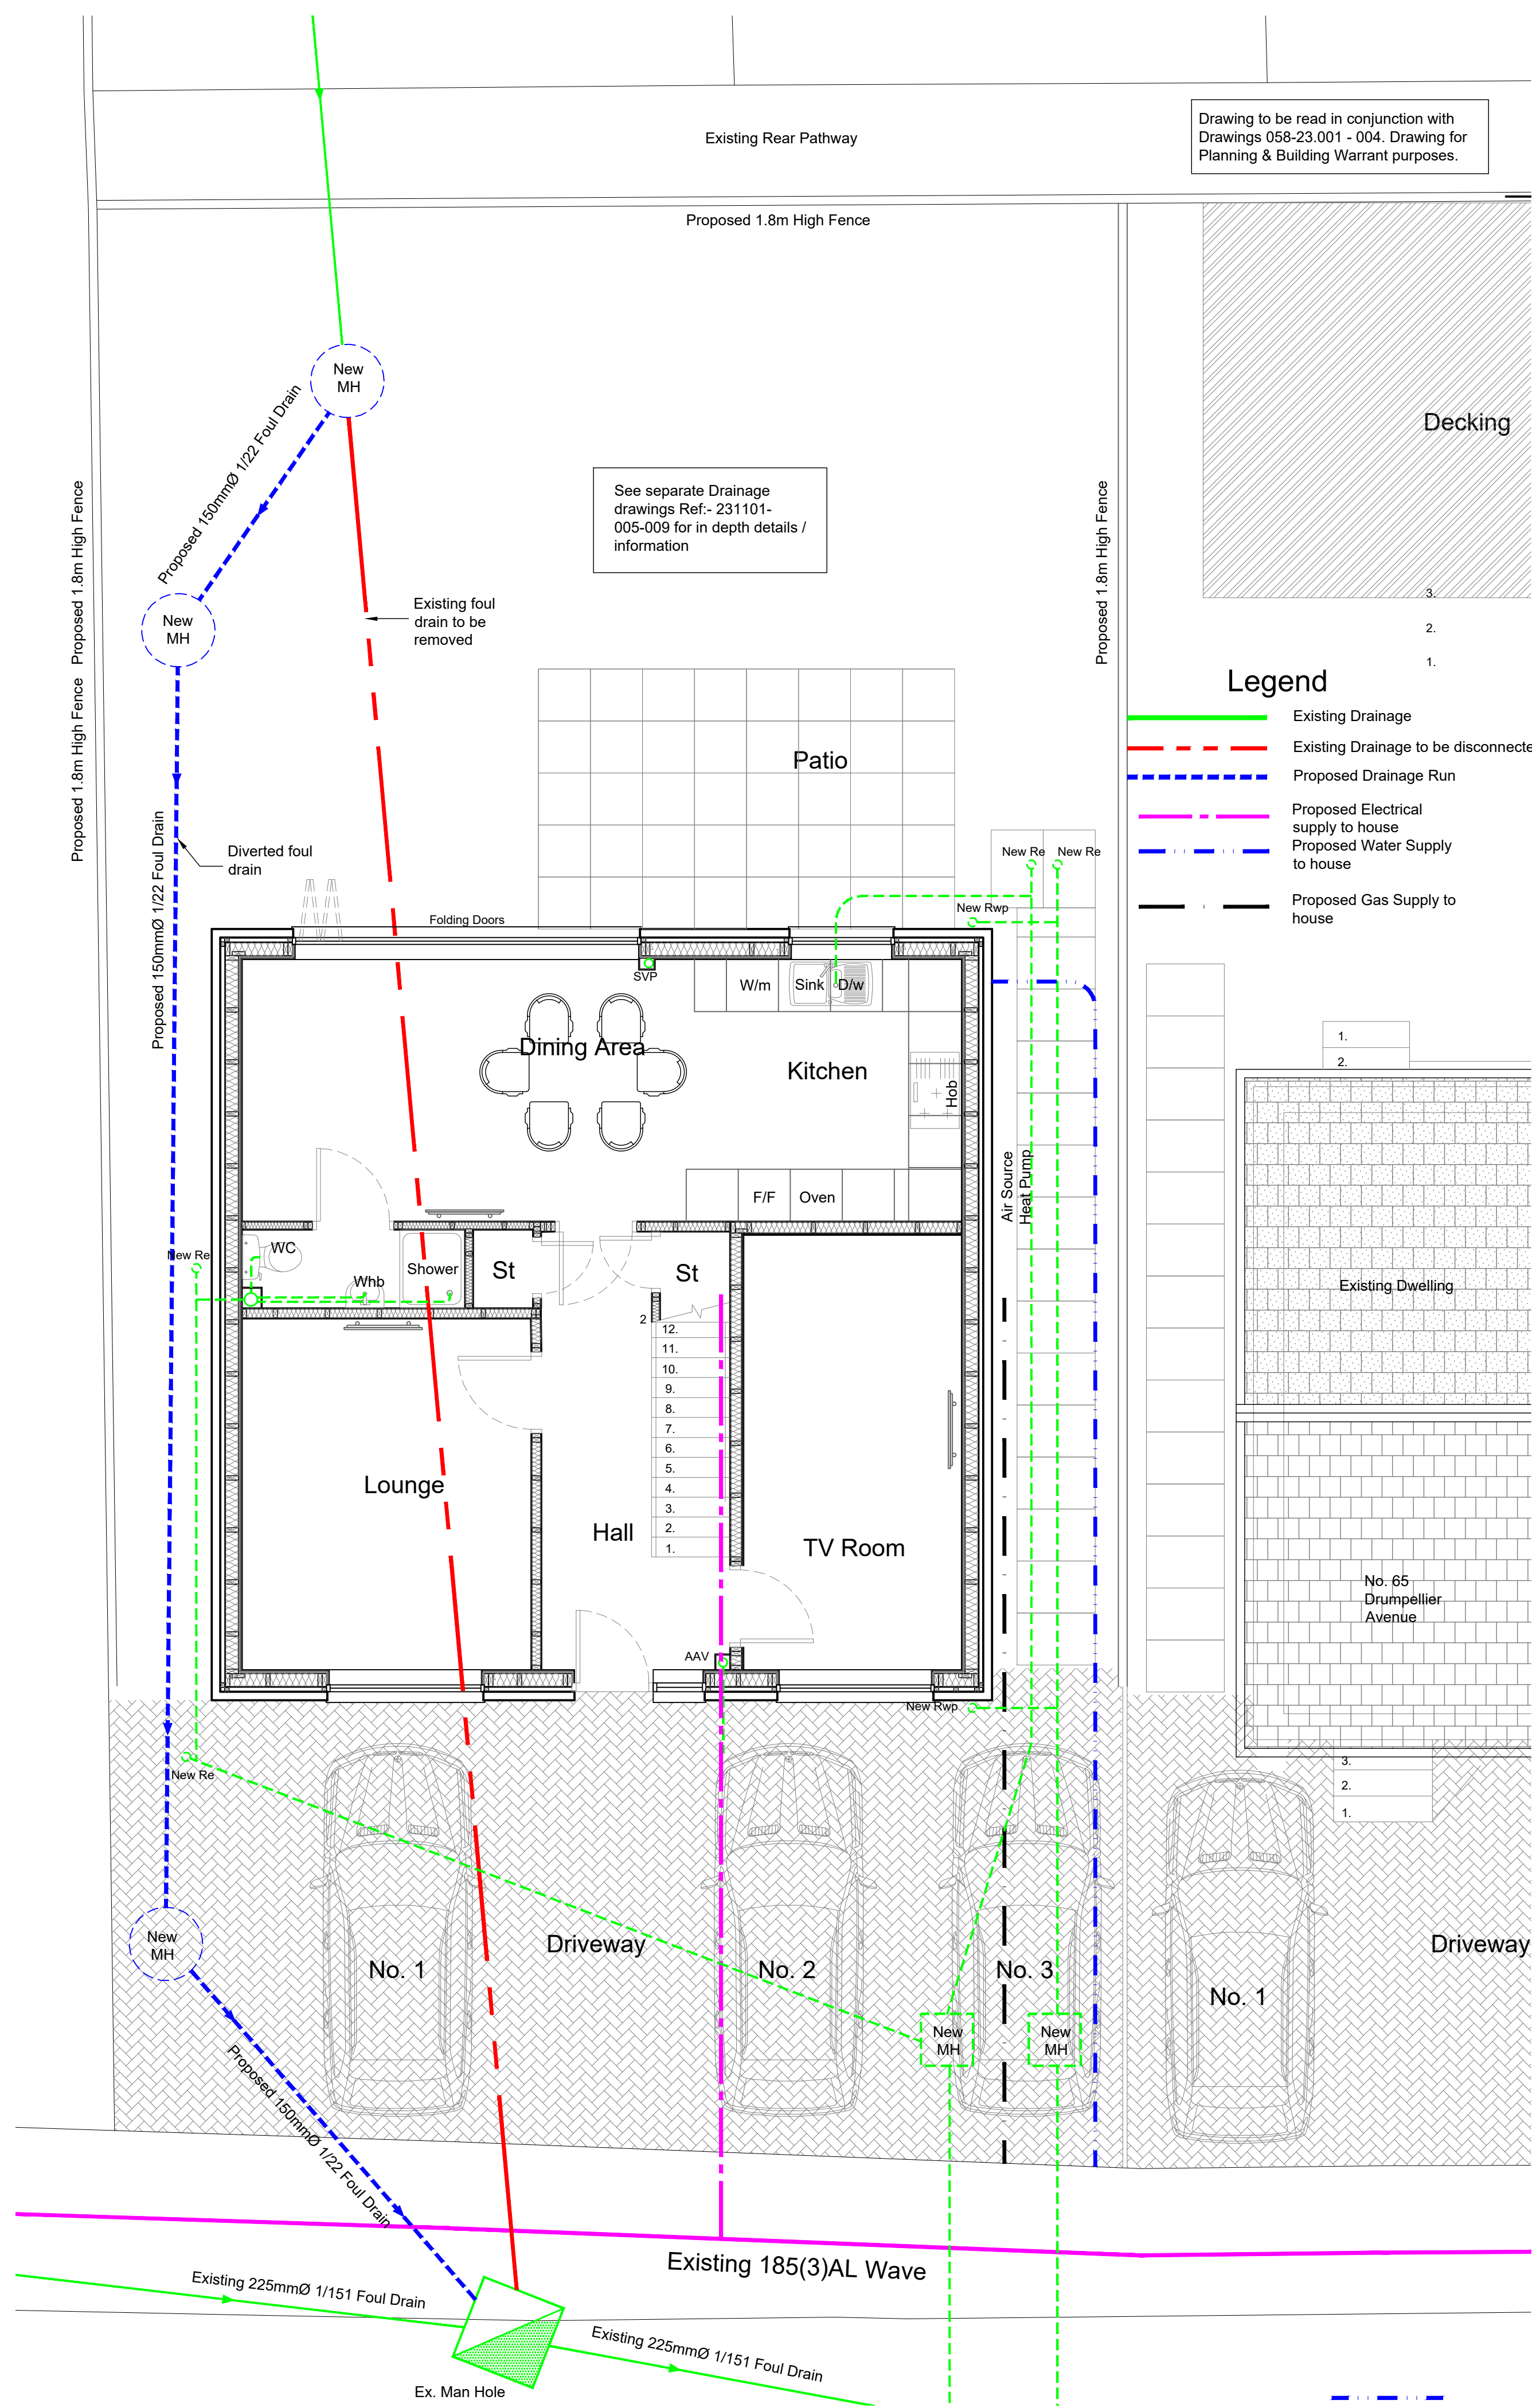 Existing Rear Pathway
Drawing to be read in conjunction with
Drawings 058-23.001 - 004. Drawing for
Planning & Building Warrant purposes.
Proposed 1.8m High Fence
New
MH
Proposed 150mmØ 1/22 Foul Drain
Proposed 1.8m High Fence
Proposed 1.8m High Fence
Proposed 1.8m High Fence
Decking
See separate Drainage
drawings Ref:- 231101-
005-009 for in depth details /
information
New
MH
Existing foul
drain to be
removed
3.
2.
1.
Legend
Existing Drainage
Existing Drainage to be disconnecte
Proposed Drainage Run
Proposed Electrical
supply to house
Proposed Water Supply
to house
Proposed Gas Supply to
house
Patio
Diverted foul
drain
Proposed 150mmØ 1/22 Foul Drain
New Re
New Re
New Rwp
Folding Doors
SVP
W/m
Sink
D/w
Dining Area
Kitchen
Hob
F/F
Oven
Air Source
Heat Pump
1.
2.
Existing Dwelling
New Re
WC
Whb
Shower
St
St
2
12.
11.
10.
9.
8.
7.
6.
5.
4.
3.
2.
1.
Lounge
Hall
TV Room
No. 65
Drumpellier
Avenue
AAV
New Rwp
New Re
3.
2.
1.
New
MH
Driveway
Driveway
No. 1
No. 2
No. 3
No. 1
New
MH
New
MH
Proposed 150mmØ 1/22 Foul Drain
Existing 185(3)AL Wave
Existing 225mmØ 1/151 Foul Drain
Existing 225mmØ 1/151 Foul Drain
Ex. Man Hole